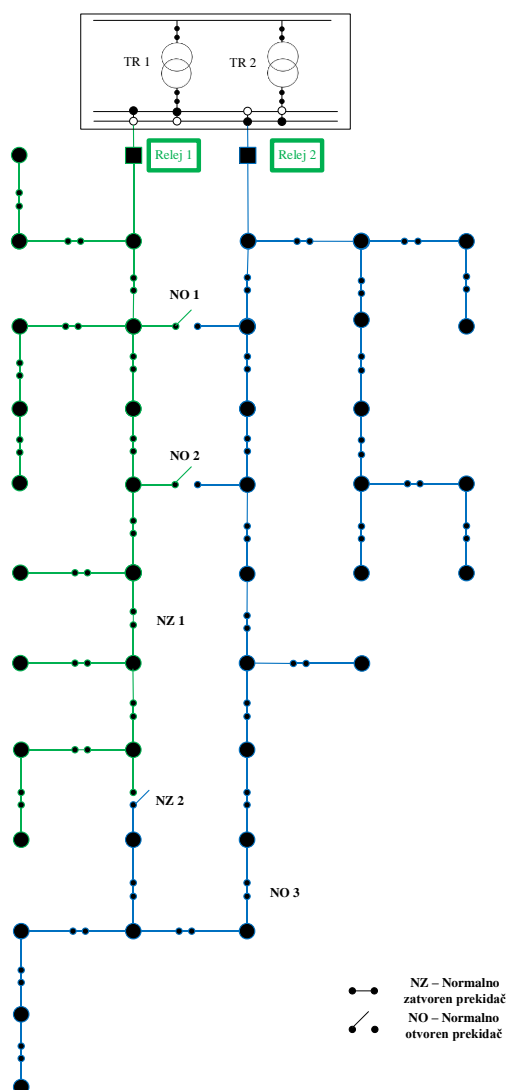 TR 1
TR 2
Relej 1
Relej 2
NO 1
NO 2
NZ 1
NZ 2
NO 3
NZ – Normalno
zatvoren prekidač
NO – Normalno
otvoren prekidač